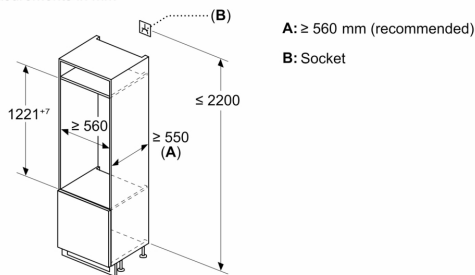 (B)
A: ≥ 560 mm (recommended)
B: Socket
≤ 2200
1221+7
≥ 560
≥ 550
(A)